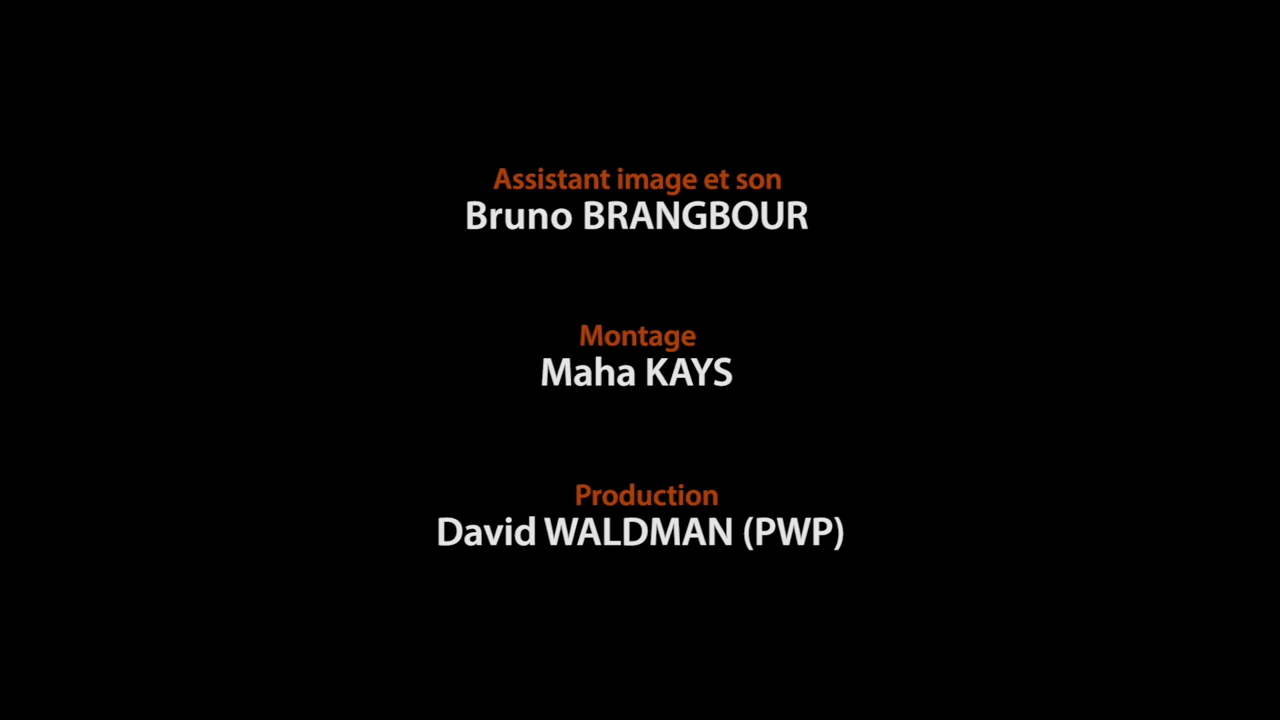 Assistant image et son
Bruno BRANGBOUR
Montage
Maha KAYS
Production
David WALDMAN (PWP)